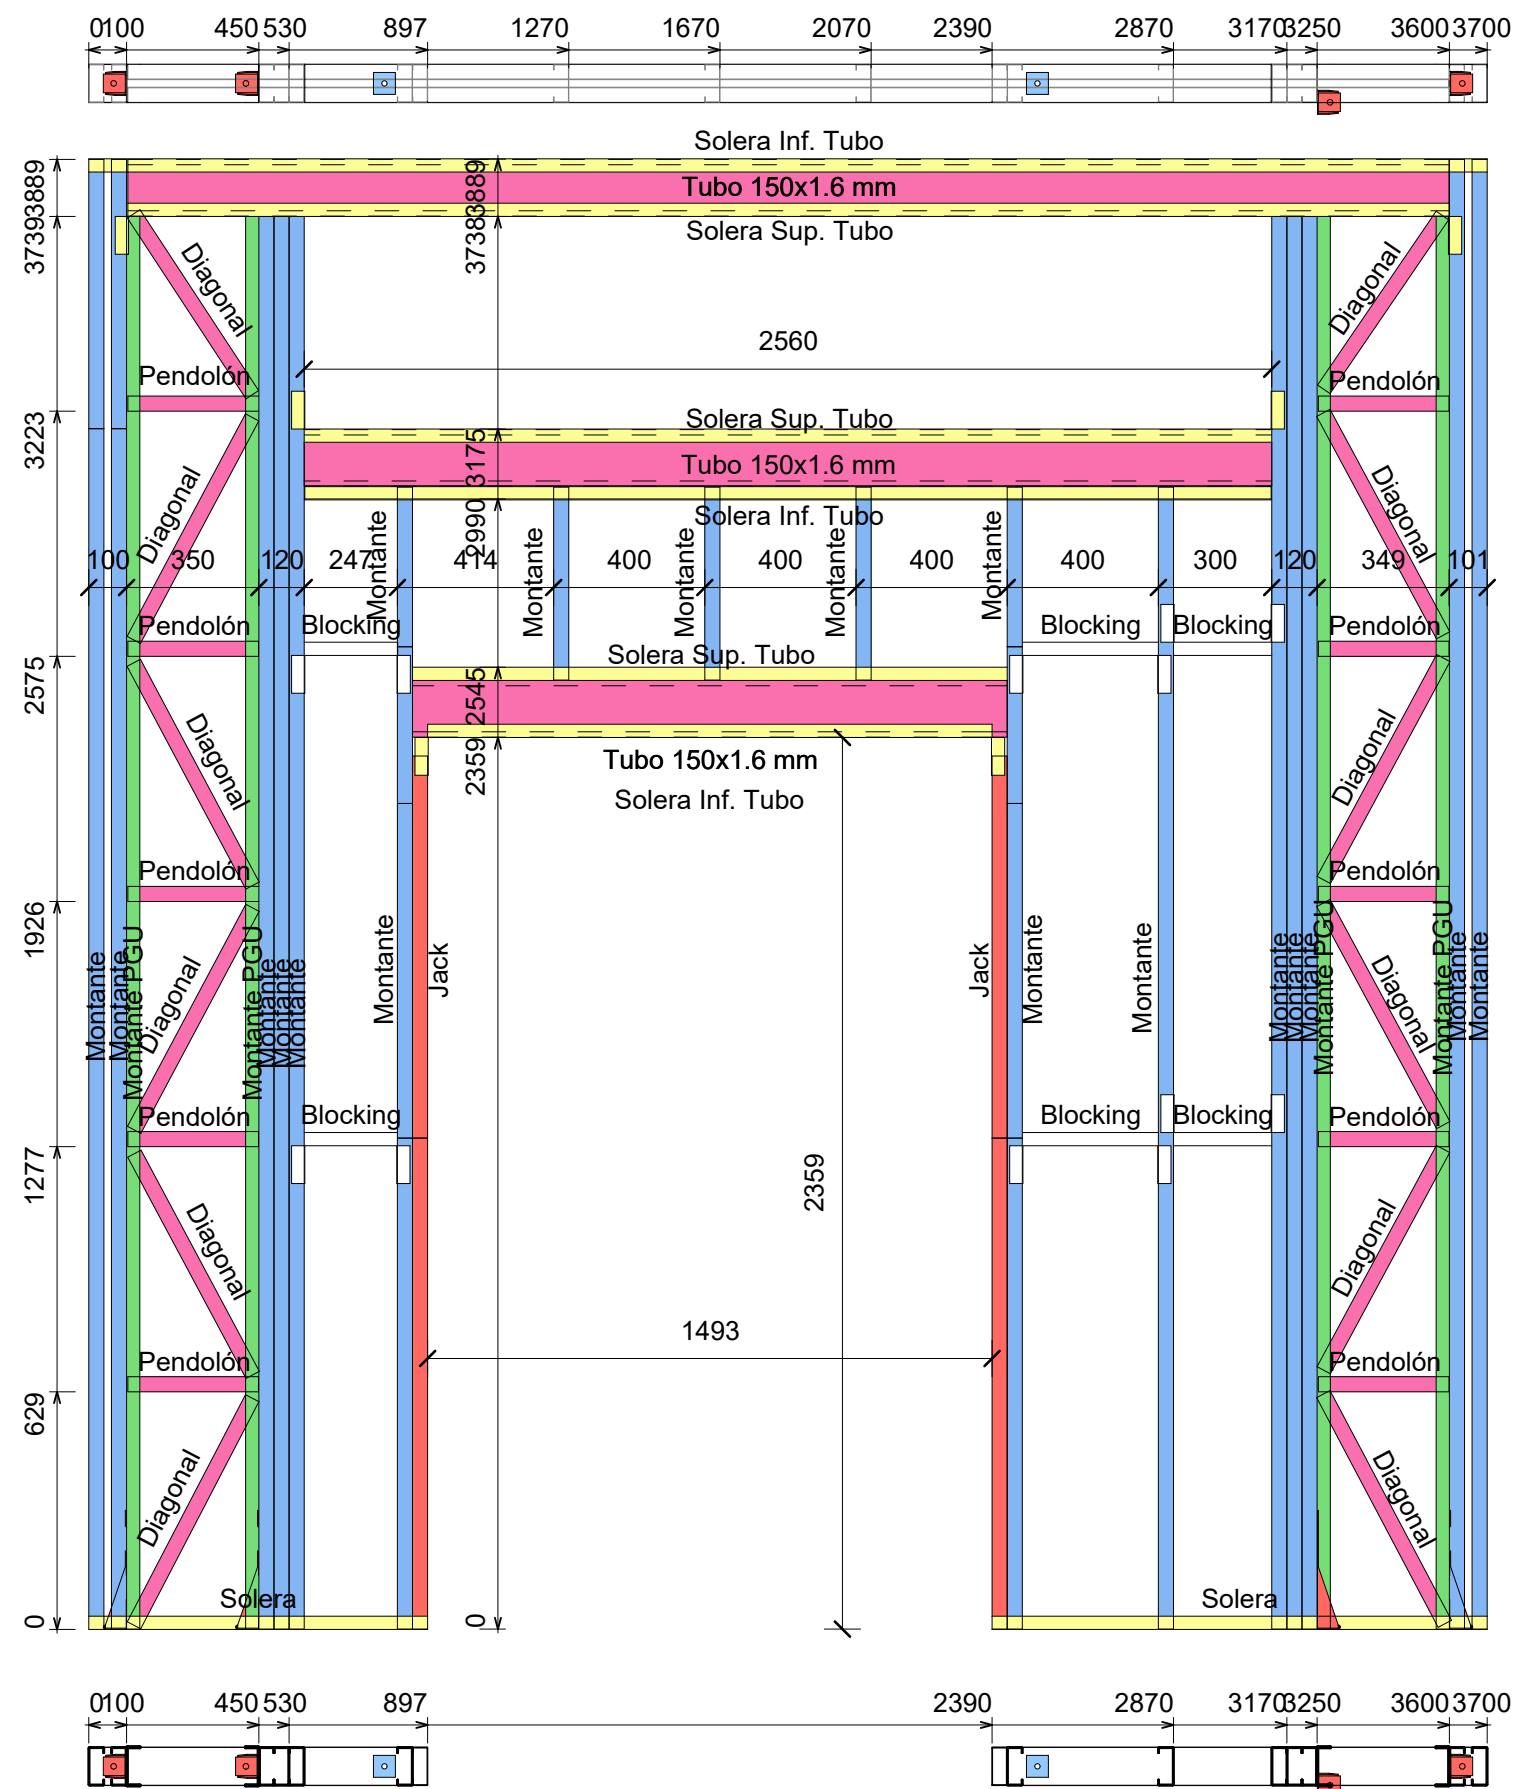 0 100 450 530 897 1270 1670 2070 2390 2870 3170 3250 3600 3700
Solera Inf. Tubo
Tubo 150x1.6 mm
Solera Sup. Tubo
3889
3739
3889
3738
Diagonal
Diagonal
2560
Pendolón
Pendolón
3223
Solera Sup. Tubo
Tubo 150x1.6 mm
Solera Inf. Tubo
3175
2990
Diagonal
Diagonal
100 350 120 247 414 400 400 400 400 300 120 349 101
Montante
Montante
Montante
Montante
Montante
Pendolón
Blocking
Blocking
Blocking
Pendolón
2575
Solera Sup. Tubo
2545
2359
Tubo 150x1.6 mm
Solera Inf. Tubo
Diagonal
Diagonal
Pendolón
Pendolón
1926
Montante
Montante
Montante PGU
Diagonal
Montante PGU
Montante
Montante
Montante
Montante
Jack
Jack
Montante
Montante
Montante
Montante
Montante
Montante PGU
Diagonal
Montante PGU
Montante
Montante
Pendolón
Blocking
Blocking
Blocking
Pendolón
1277
2359
Diagonal
Diagonal
1493
Pendolón
Pendolón
629
Diagonal
Diagonal
Solera
Solera
0
0
0 100 450 530 897 2390 2870 3170 3250 3600 3700